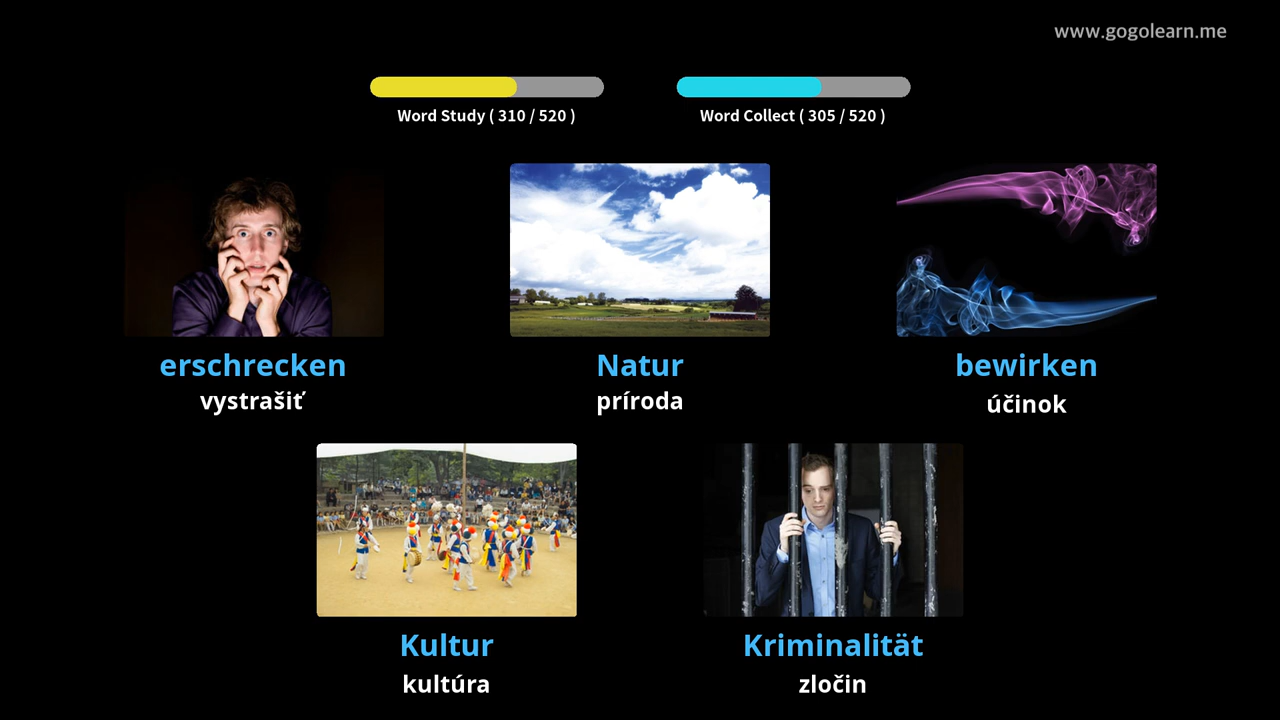 www.gogolearn.me
Word Study ( 310 / 520 )
Word Collect ( 305 / 520 )
erschrecken
vystrašiť
Natur
príroda
bewirken
účinok
Kultur
kultúra
Kriminalität
zločin